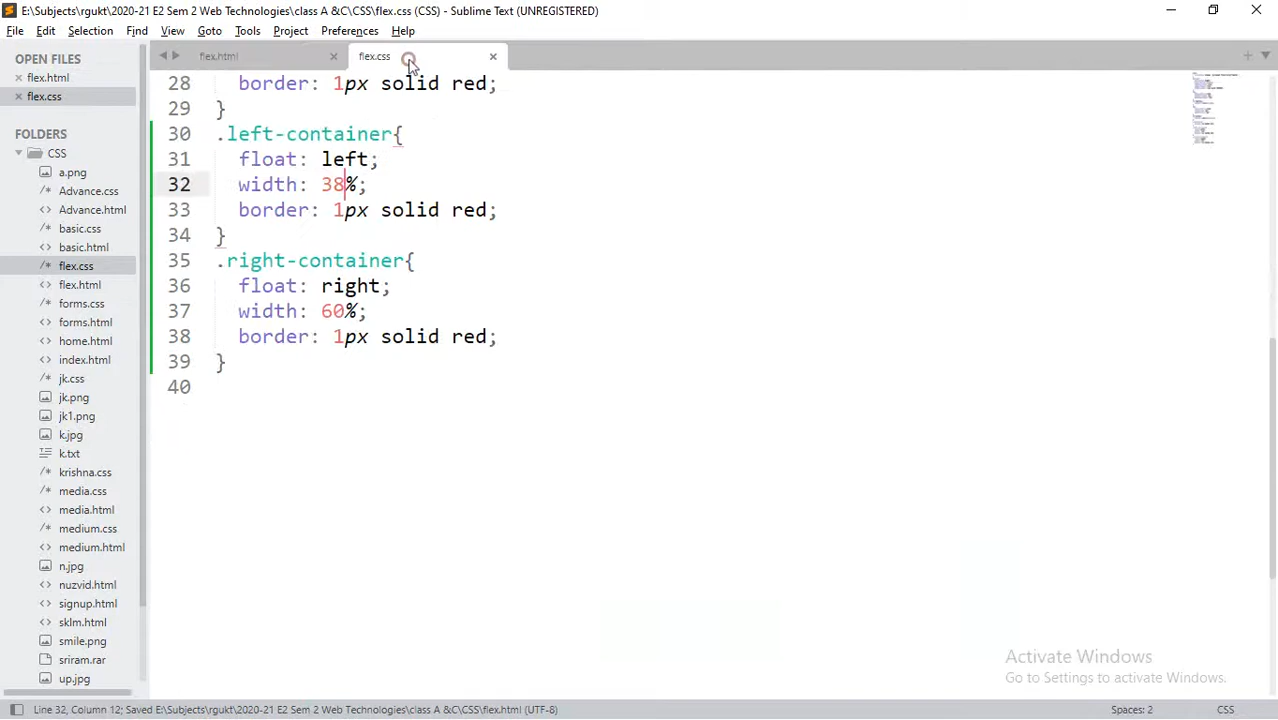 E:\Subjects\rgukt\2020-21 E2 Sem 2 Web Technologies\class A &C\CSS\flex.css (CSS) - Sublime Text (UNREGISTERED)
File Edit Selection Find View Goto Tools Project Preferences Help
OPEN FILES
flex.html
flex.css
FOLDERS
CSS
a.png
Advance.css
Advance.html
basic.css
basic.html
flex.css
flex.html
forms.css
forms.html
home.html
index.html
jk.css
jk.png
jk1.png
k.jpg
k.txt
krishna.css
media.css
media.html
medium.css
medium.html
n.jpg
nuzvid.html
signup.html
sklm.html
smile.png
sriram.rar
up.jpg
flex.html flex.css
28 border: 1px solid red;
29 }
30 .left-container{
31 float: left;
32 width: 38%;
33 border: 1px solid red;
34 }
35 .right-container{
36 float: right;
37 width: 60%;
38 border: 1px solid red;
39 }
40
Activate Windows
Go to Settings to activate Windows.
Line 32, Column 12; Saved E:\Subjects\rgukt\2020-21 E2 Sem 2 Web Technologies\class A &C\CSS\flex.html (UTF-8) Spaces: 2 CSS